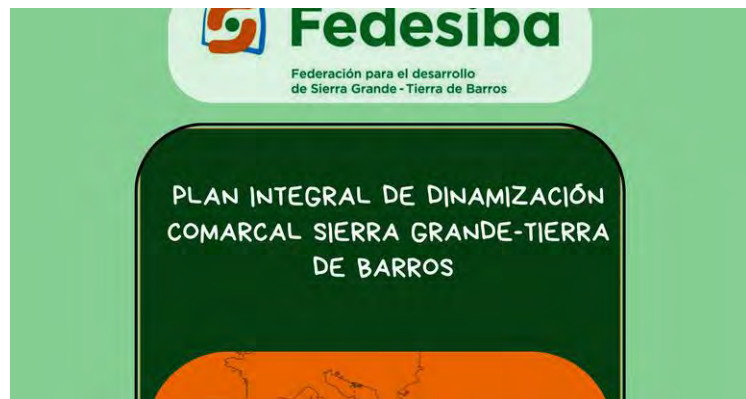 Fedesiba
Federación para el desarrollo
de Sierra Grande - Tierra de Barros
PLAN INTEGRAL DE DINAMIZACIÓN
COMARCAL SIERRA GRANDE-TIERRA
DE BARROS